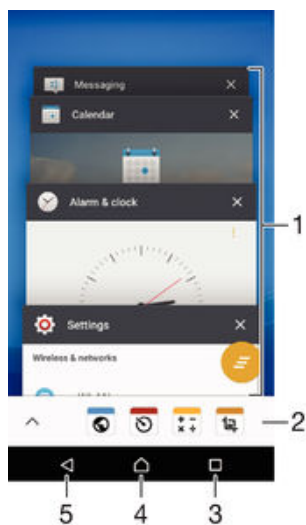 Messaging
Calendar
Alarm & clock
1
Settings
Wireless & networks
2
5 4 3